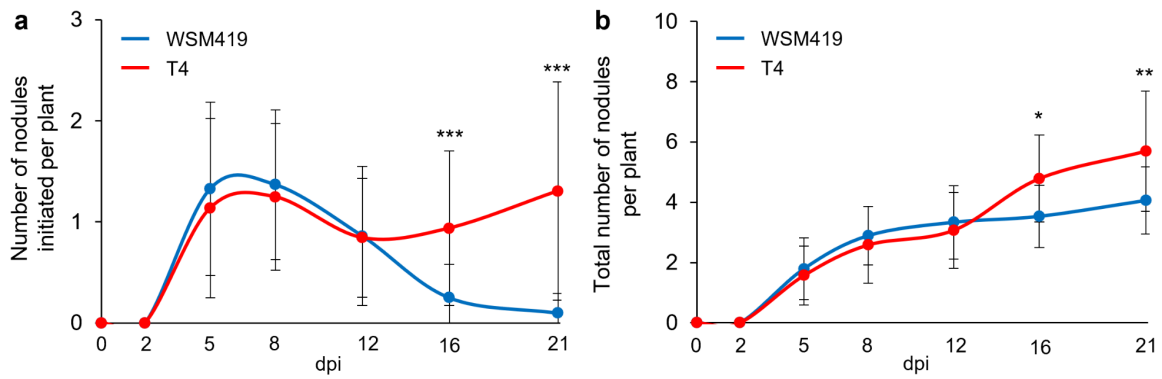 a
Number of nodules
initiated per plant
3
2
1
0
WSM419
T4
***
***
0 2 5 8 12 16 21
dpi
b
Total number of nodules
per plant
10
8
6
4
2
0
WSM419
T4
*
**
0 2 5 8 12 16 21
dpi